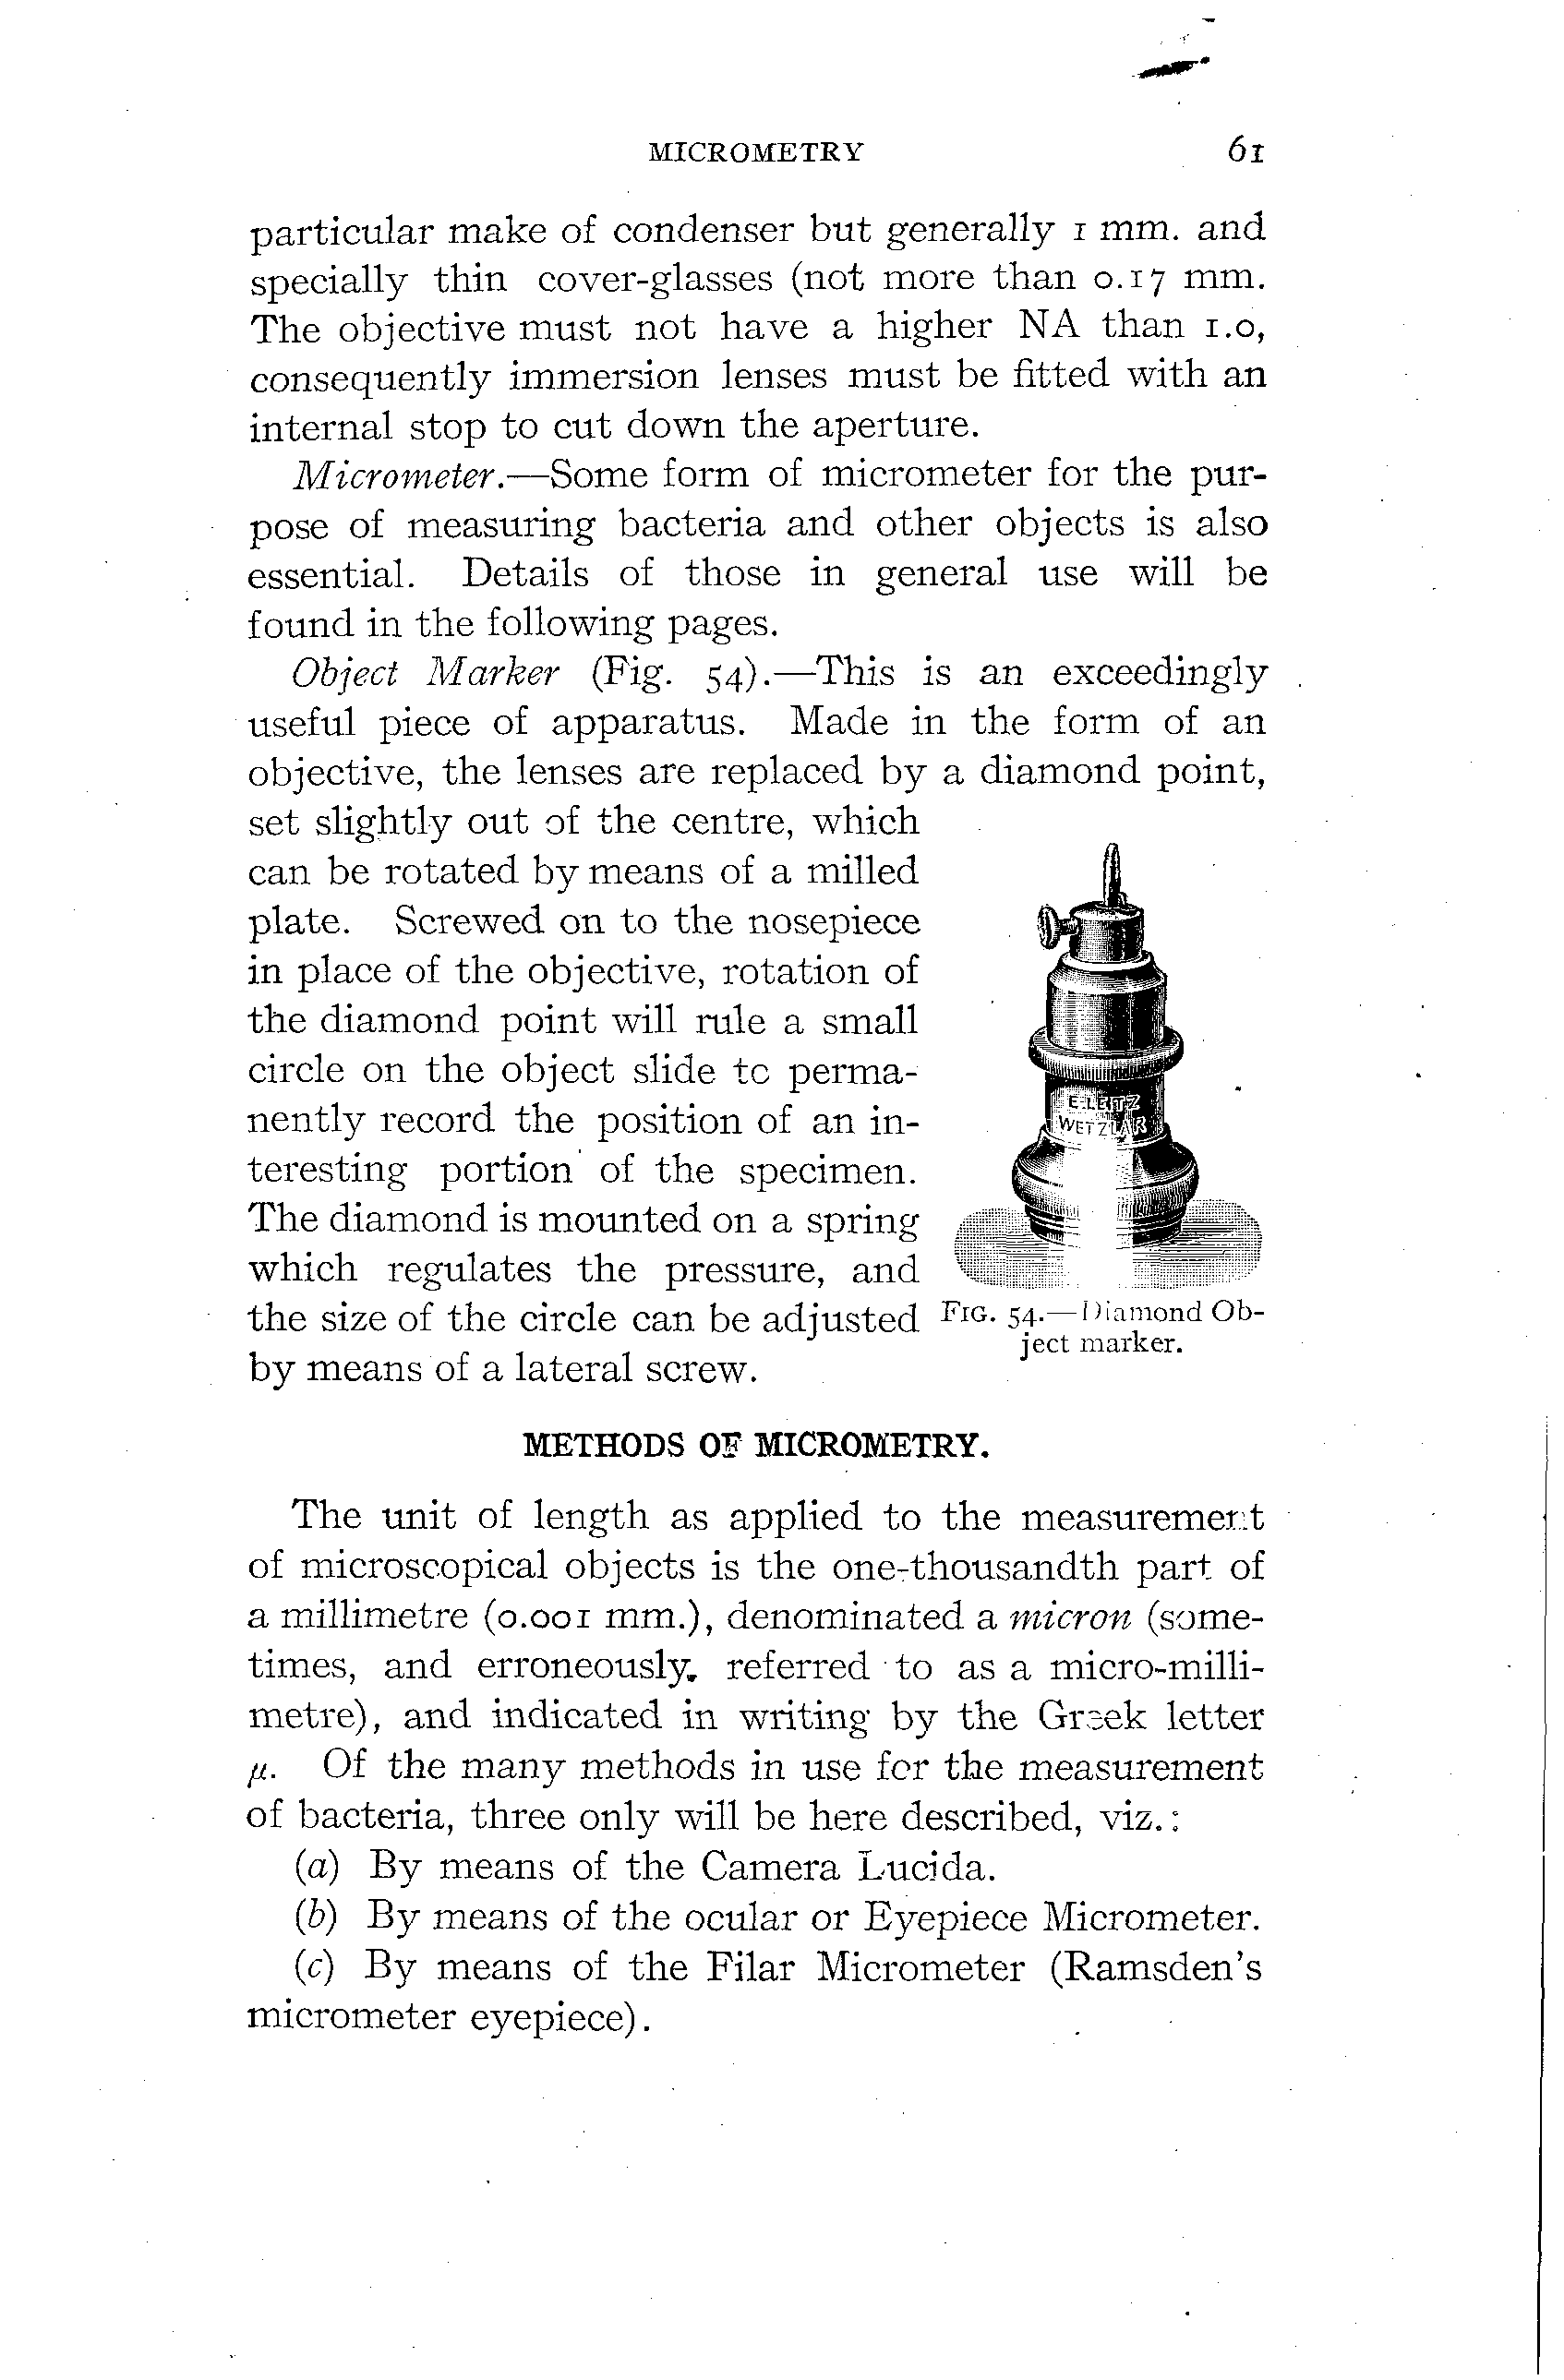 MICROMETRY 61
particular make of condenser but generally 1 mm. and
specially thin cover-glasses (not more than 0.17 mm.
The objective must not have a higher NA than 1.0,
consequently immersion lenses must be fitted with an
internal stop to cut down the aperture.
Micrometer.—Some form of micrometer for the pur-
pose of measuring bacteria and other objects is also
essential. Details of those in general use will be
found in the following pages.
Object Marker (Fig. 54).—This is an exceedingly
useful piece of apparatus. Made in the form of an
objective, the lenses are replaced by a diamond point,
set slightly out of the centre, which
can be rotated by means of a milled
plate. Screwed on to the nosepiece
in place of the objective, rotation of
the diamond point will rule a small
circle on the object slide to perma-
nently record the position of an in-
teresting portion of the specimen.
The diamond is mounted on a spring
which regulates the pressure, and
the size of the circle can be adjusted
by means of a lateral screw.
E. LEITZ
WETZLAR
FIG. 54.—Diamond Ob-
ject marker.
METHODS OF MICROMETRY.
The unit of length as applied to the measurement
of microscopical objects is the one-thousandth part of
a millimetre (0.001 mm.), denominated a micron (some-
times, and erroneously, referred to as a micro-milli-
metre), and indicated in writing by the Greek letter
μ. Of the many methods in use for the measurement
of bacteria, three only will be here described, viz.:
(a) By means of the Camera Lucida.
(b) By means of the ocular or Eyepiece Micrometer.
(c) By means of the Filar Micrometer (Ramsden's
micrometer eyepiece).